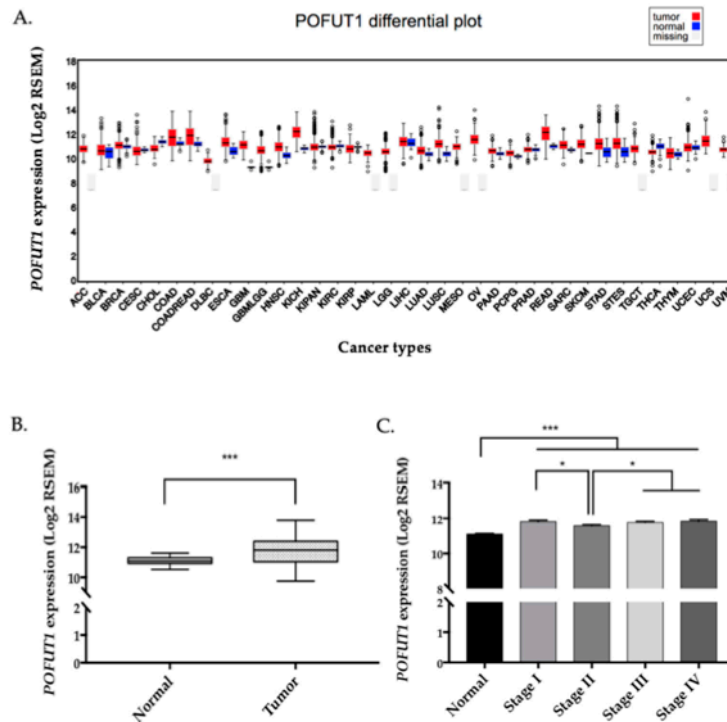 A.
POFUT1 differential plot
tumor
normal
missing
POFUT1 expression (Log2 RSEM)
18
16
14
12
10
8
6
4
2
0
ACC
BLCA
BRCA
CESC
CHOL
COAD
COADREAD
DLBC
ESCA
GBM
GBMLGG
HNSC
KICH
KIPAN
KIRC
KIRP
LAML
LGG
LIHC
LUAD
LUSC
MESO
OV
PAAD
PCPG
PRAD
READ
SARC
SKCM
STAD
STES
TGCT
THCA
THYM
UCEC
UCS
UVM
Cancer types
B.
POFUT1 expression (Log2 RSEM)
16
14
12
10
2
1
0
***
Normal
Tumor
C.
POFUT1 expression (Log2 RSEM)
14
12
10
8
2
1
0
***
*
*
Normal
Stage I
Stage II
Stage III
Stage IV